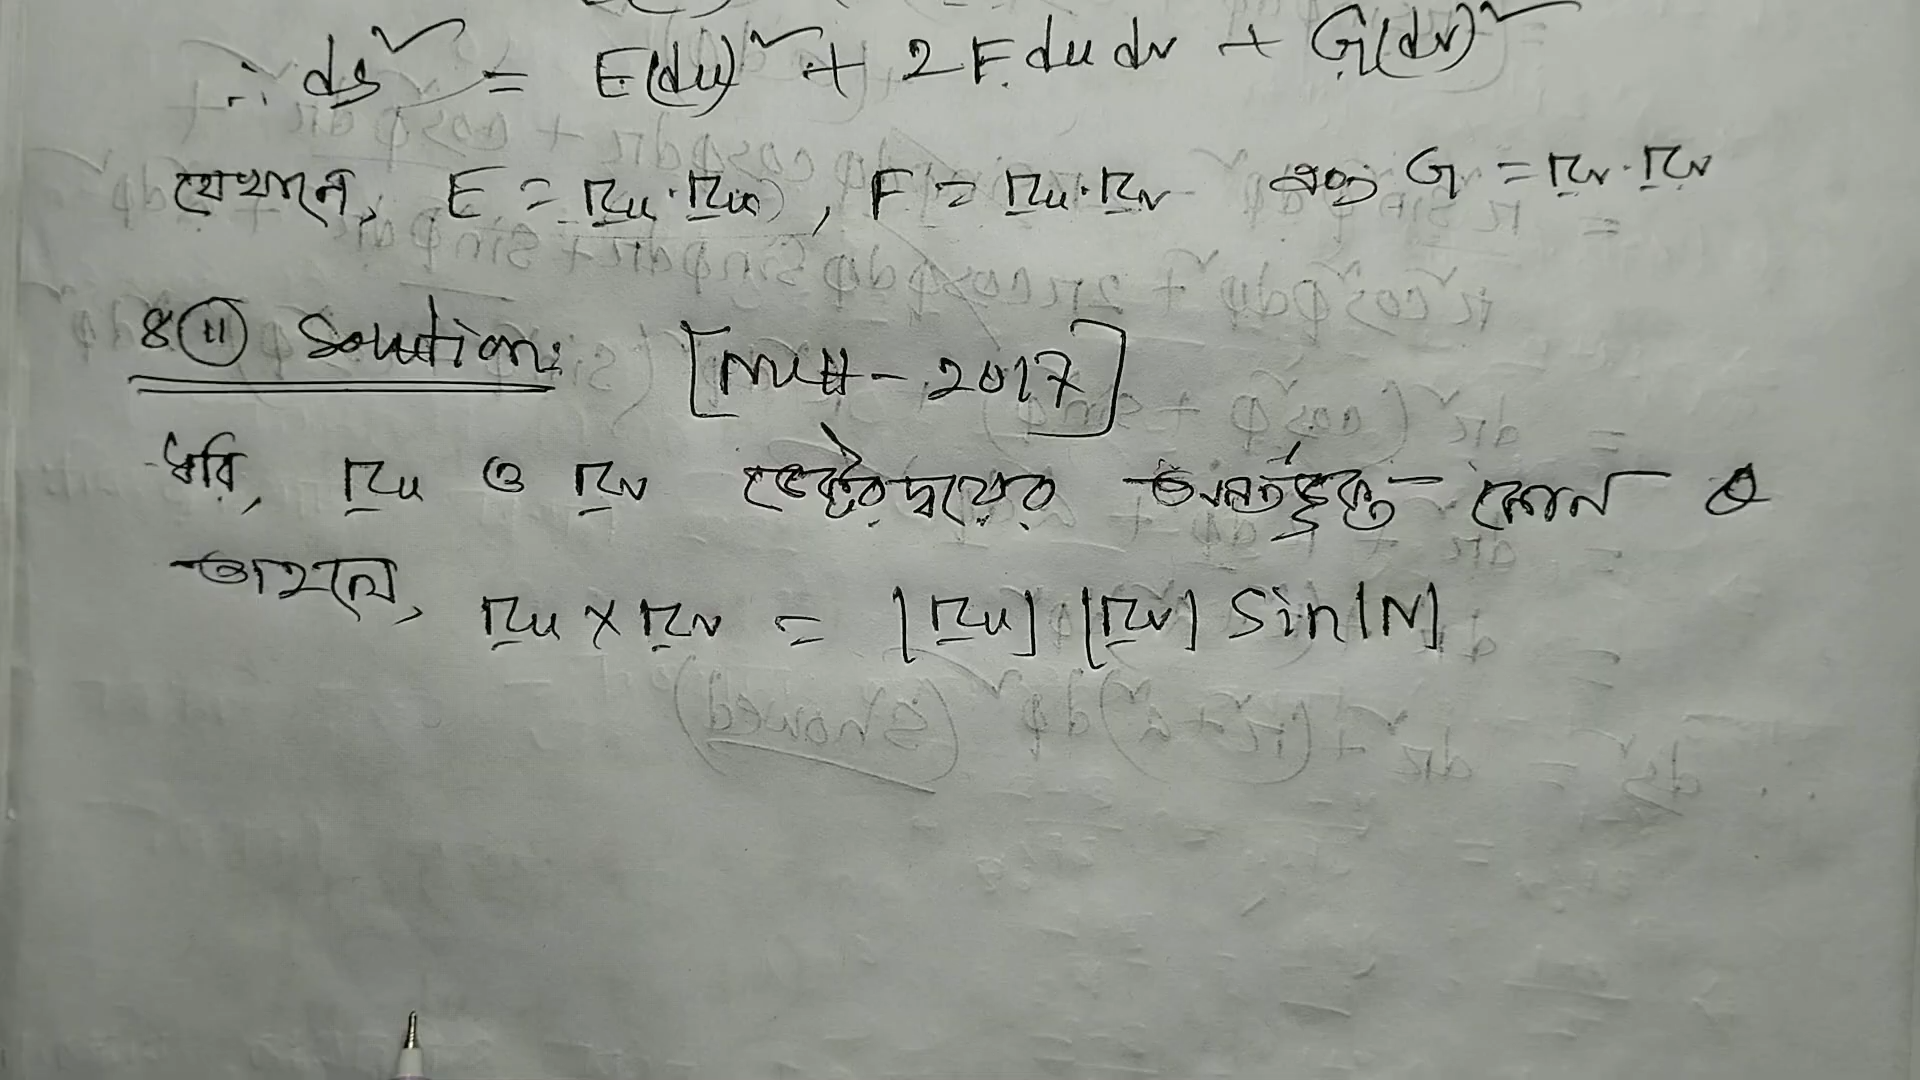 ∴ ds² = E(du)² + 2F du dv + G(dv)²
যেখানে, E = r̲u · r̲u, F = r̲u · r̲v এবং G = r̲v · r̲v
8(ii) Solution: [NUH-2017]
ধরি, r̲u ও r̲v ভেক্টরদ্বয়ের অন্তর্ভুক্ত কোন θ
তাহলে, r̲u × r̲v = |r̲u| |r̲v| Sin|N|